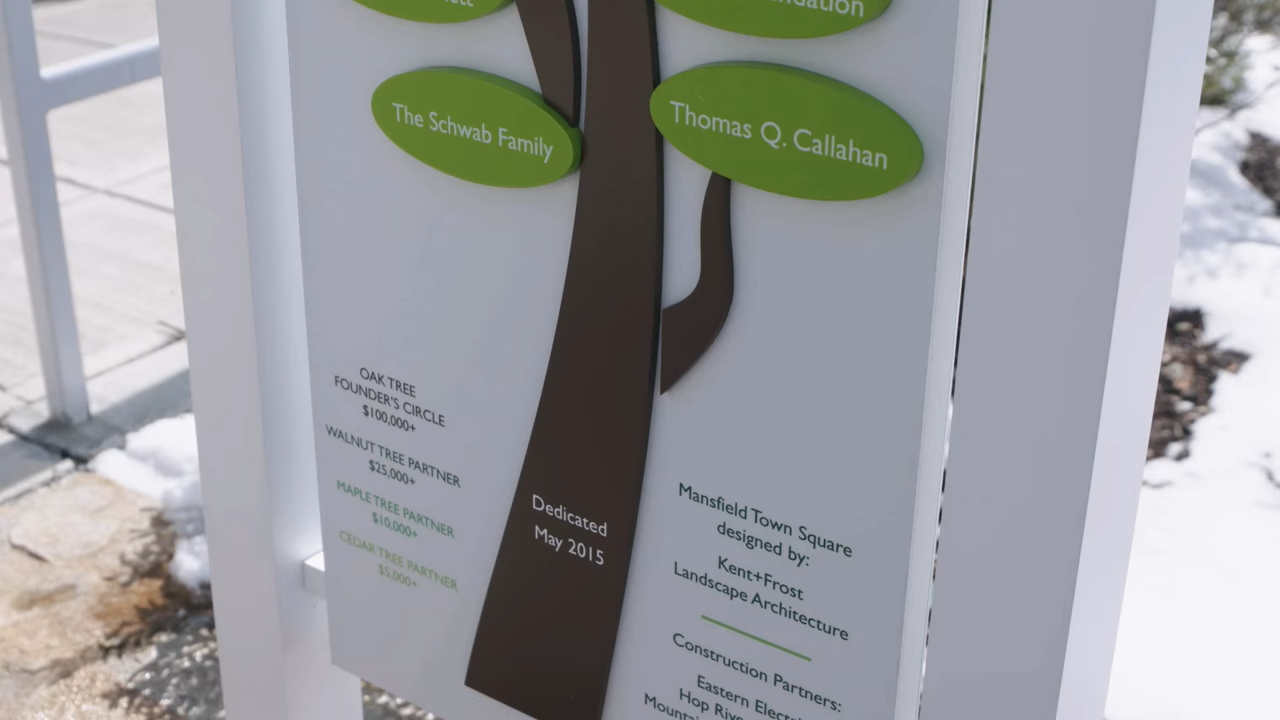 The Schwab Family
Thomas Q. Callahan
OAK TREE
FOUNDER'S CIRCLE
$100,000+
WALNUT TREE PARTNER
$25,000+
MAPLE TREE PARTNER
$10,000+
CEDAR TREE PARTNER
$5,000+
Dedicated
May 2015
Mansfield Town Square
designed by:
Kent+Frost
Landscape Architecture
Construction Partners:
Eastern
Hop